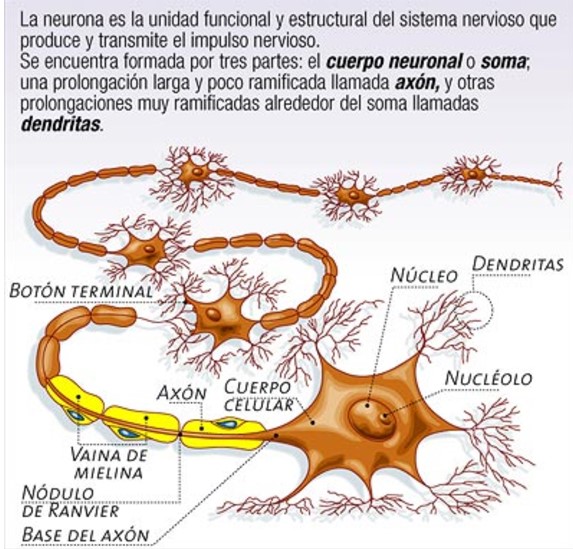 La neurona es la unidad funcional y estructural del sistema nervioso que
produce y transmite el impulso nervioso.
Se encuentra formada por tres partes: el cuerpo neuronal o soma;
una prolongación larga y poco ramificada llamada axón, y otras
prolongaciones muy ramificadas alrededor del soma llamadas
dendritas.
DENDRITAS
NÚCLEO
BOTÓN TERMINAL
NUCLÉOLO
AXÓN
CUERPO
CELULAR
VAINA DE
MIELINA
NÓDULO
DE RANVIER
BASE DEL AXÓN